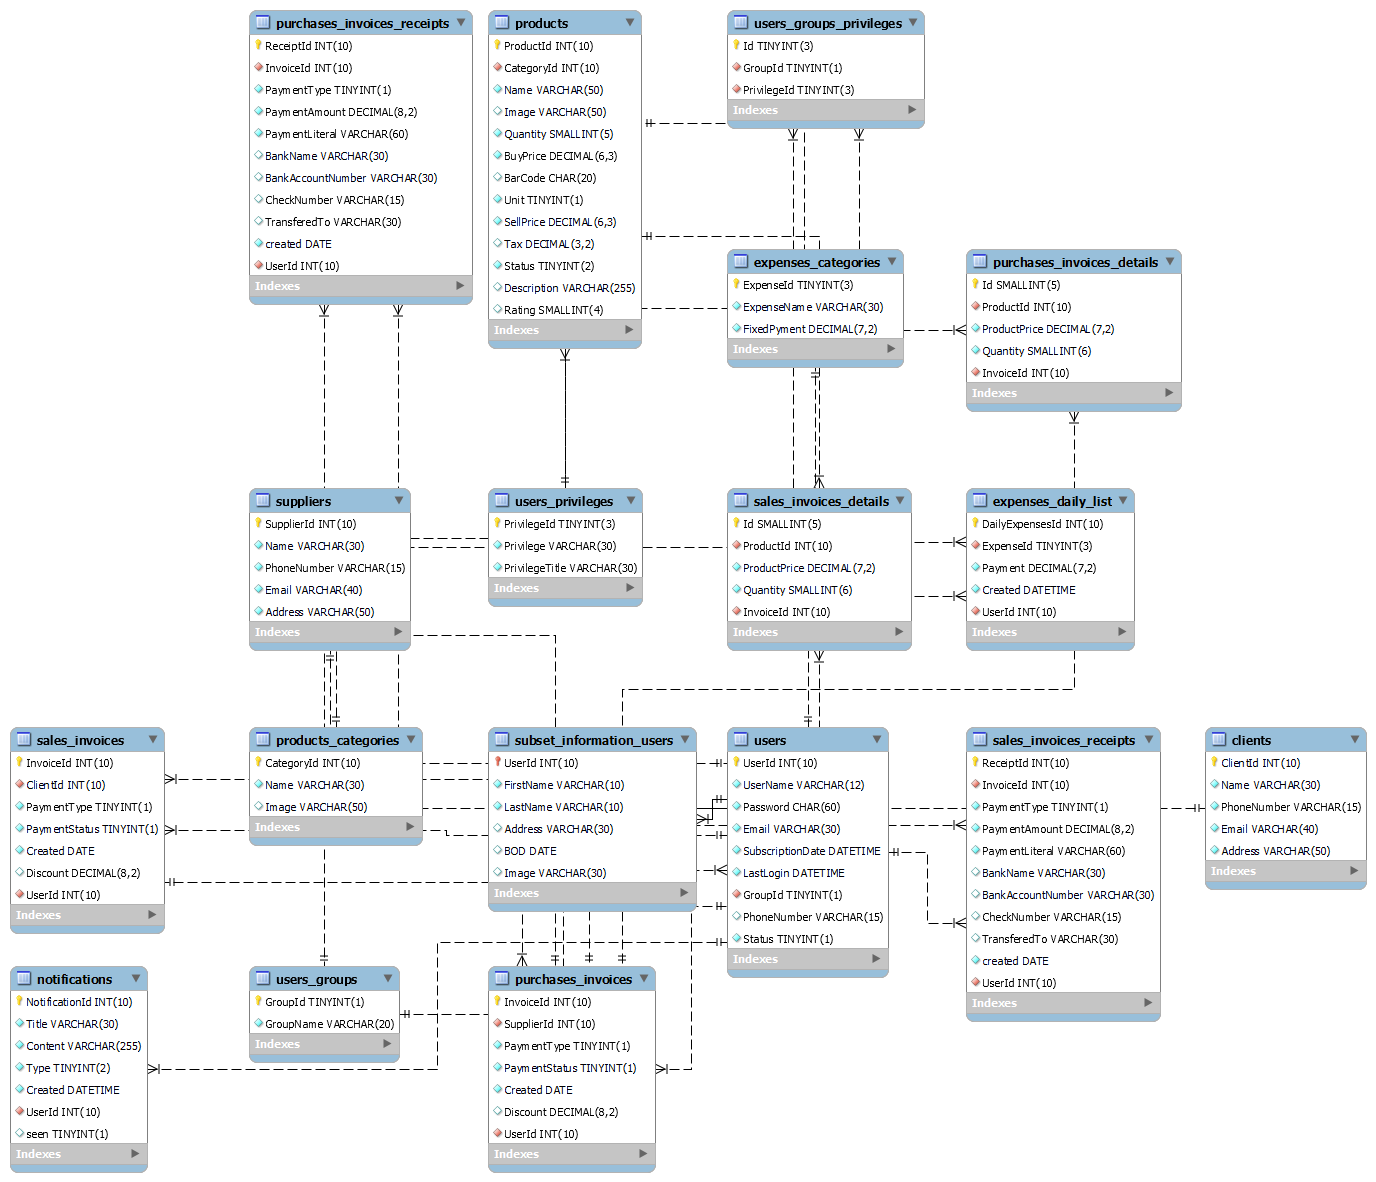 purchases_invoices_receipts
ReceiptId INT(10)
InvoiceId INT(10)
PaymentType TINYINT(1)
PaymentAmount DECIMAL(8,2)
PaymentLiteral VARCHAR(60)
BankName VARCHAR(30)
BankAccountNumber VARCHAR(30)
CheckNumber VARCHAR(15)
TransferedTo VARCHAR(30)
created DATE
UserId INT(10)
Indexes
products
ProductId INT(10)
CategoryId INT(10)
Name VARCHAR(50)
Image VARCHAR(50)
Quantity SMALLINT(5)
BuyPrice DECIMAL(6,3)
BarCode CHAR(20)
Unit TINYINT(1)
SellPrice DECIMAL(6,3)
Tax DECIMAL(3,2)
Status TINYINT(2)
Description VARCHAR(255)
Rating SMALLINT(4)
Indexes
users_groups_privileges
Id TINYINT(3)
GroupId TINYINT(1)
PrivilegeId TINYINT(3)
Indexes
expenses_categories
ExpenseId TINYINT(3)
ExpenseName VARCHAR(30)
FixedPyment DECIMAL(7,2)
Indexes
purchases_invoices_details
Id SMALLINT(5)
ProductId INT(10)
ProductPrice DECIMAL(7,2)
Quantity SMALLINT(6)
InvoiceId INT(10)
Indexes
suppliers
SupplierId INT(10)
Name VARCHAR(30)
PhoneNumber VARCHAR(15)
Email VARCHAR(40)
Address VARCHAR(50)
Indexes
users_privileges
PrivilegeId TINYINT(3)
Privilege VARCHAR(30)
PrivilegeTitle VARCHAR(30)
Indexes
sales_invoices_details
Id SMALLINT(5)
ProductId INT(10)
ProductPrice DECIMAL(7,2)
Quantity SMALLINT(6)
InvoiceId INT(10)
Indexes
expenses_daily_list
DailyExpensesId INT(10)
ExpenseId TINYINT(3)
Payment DECIMAL(7,2)
Created DATETIME
UserId INT(10)
Indexes
sales_invoices
InvoiceId INT(10)
ClientId INT(10)
PaymentType TINYINT(1)
PaymentStatus TINYINT(1)
Created DATE
Discount DECIMAL(8,2)
UserId INT(10)
Indexes
products_categories
CategoryId INT(10)
Name VARCHAR(30)
Image VARCHAR(50)
Indexes
subset_information_users
UserId INT(10)
FirstName VARCHAR(10)
LastName VARCHAR(10)
Address VARCHAR(30)
BOD DATE
Image VARCHAR(30)
Indexes
users
UserId INT(10)
UserName VARCHAR(12)
Password CHAR(60)
Email VARCHAR(30)
SubscriptionDate DATETIME
LastLogin DATETIME
GroupId TINYINT(1)
PhoneNumber VARCHAR(15)
Status TINYINT(1)
Indexes
sales_invoices_receipts
ReceiptId INT(10)
InvoiceId INT(10)
PaymentType TINYINT(1)
PaymentAmount DECIMAL(8,2)
PaymentLiteral VARCHAR(60)
BankName VARCHAR(30)
BankAccountNumber VARCHAR(30)
CheckNumber VARCHAR(15)
TransferedTo VARCHAR(30)
created DATE
UserId INT(10)
Indexes
clients
ClientId INT(10)
Name VARCHAR(30)
PhoneNumber VARCHAR(15)
Email VARCHAR(40)
Address VARCHAR(50)
Indexes
notifications
NotificationId INT(10)
Title VARCHAR(30)
Content VARCHAR(255)
Type TINYINT(2)
Created DATETIME
UserId INT(10)
seen TINYINT(1)
Indexes
users_groups
GroupId TINYINT(1)
GroupName VARCHAR(20)
Indexes
purchases_invoices
InvoiceId INT(10)
SupplierId INT(10)
PaymentType TINYINT(1)
PaymentStatus TINYINT(1)
Created DATE
Discount DECIMAL(8,2)
UserId INT(10)
Indexes